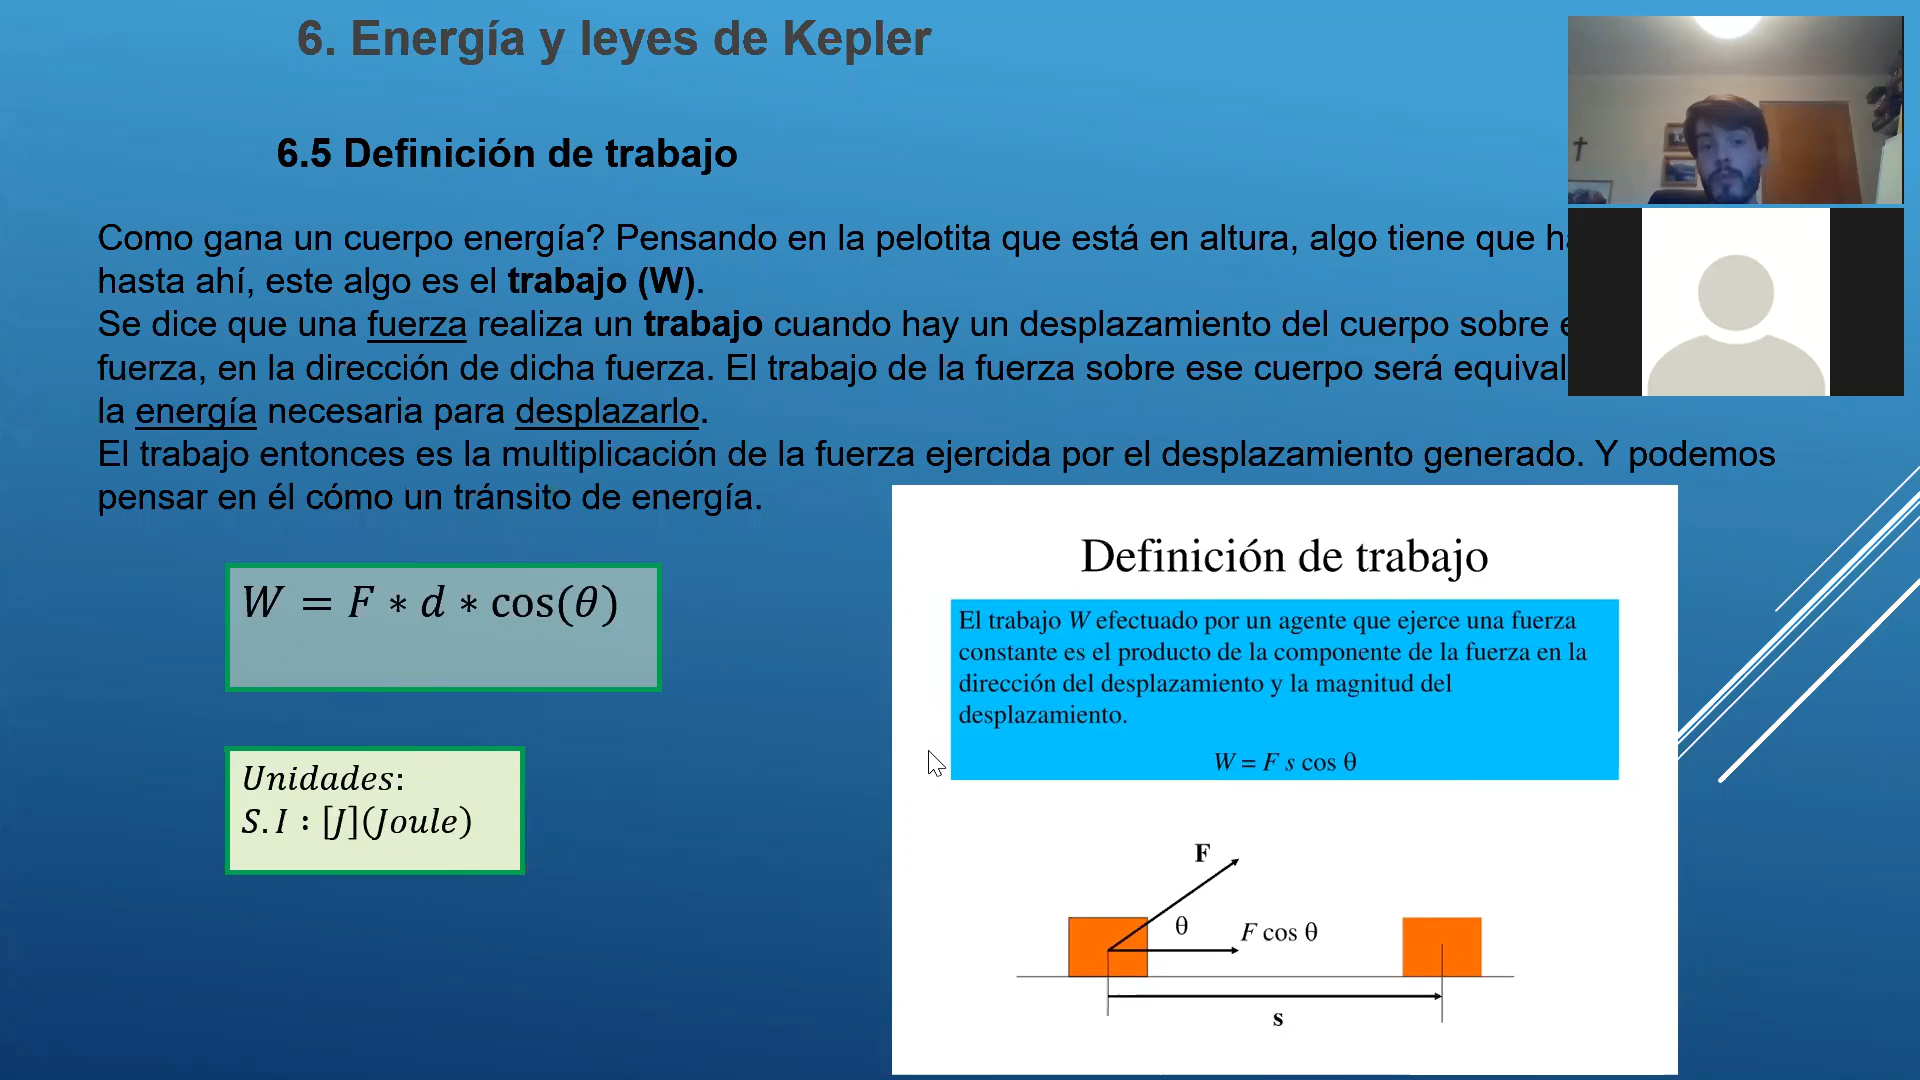 6. Energía y leyes de Kepler
6.5 Definición de trabajo
Como gana un cuerpo energía? Pensando en la pelotita que está en altura, algo tiene que
hasta ahí, este algo es el trabajo (W).
Se dice que una fuerza realiza un trabajo cuando hay un desplazamiento del cuerpo sobre
fuerza, en la dirección de dicha fuerza. El trabajo de la fuerza sobre ese cuerpo será
la energía necesaria para desplazarlo.
El trabajo entonces es la multiplicación de la fuerza ejercida por el desplazamiento generado. Y podemos
pensar en él cómo un tránsito de energía.
W = F ∗ d ∗ cos(θ)
Unidades:
S.I : [J](Joule)
Definición de trabajo
El trabajo W efectuado por un agente que ejerce una fuerza
constante es el producto de la componente de la fuerza en la
dirección del desplazamiento y la magnitud del
desplazamiento.
W = F s cos θ
F
θ
F cos θ
s